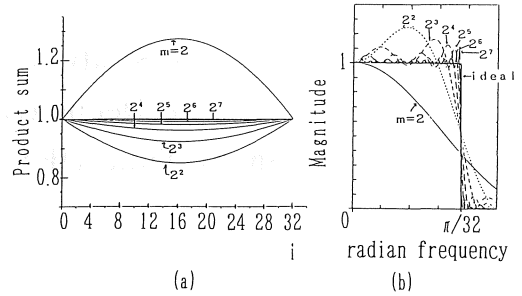 Product sum
1.2
1.0
0.8
m=2
2⁴ 2⁵ 2⁶ 2⁷
2³
2²
0 4 8 12 16 20 24 28 32
i
(a)
Magnitude
1
0
2² 2³ 2⁴ 2⁵
2⁶
2⁷
ideal
m=2
π/32
radian frequency
(b)